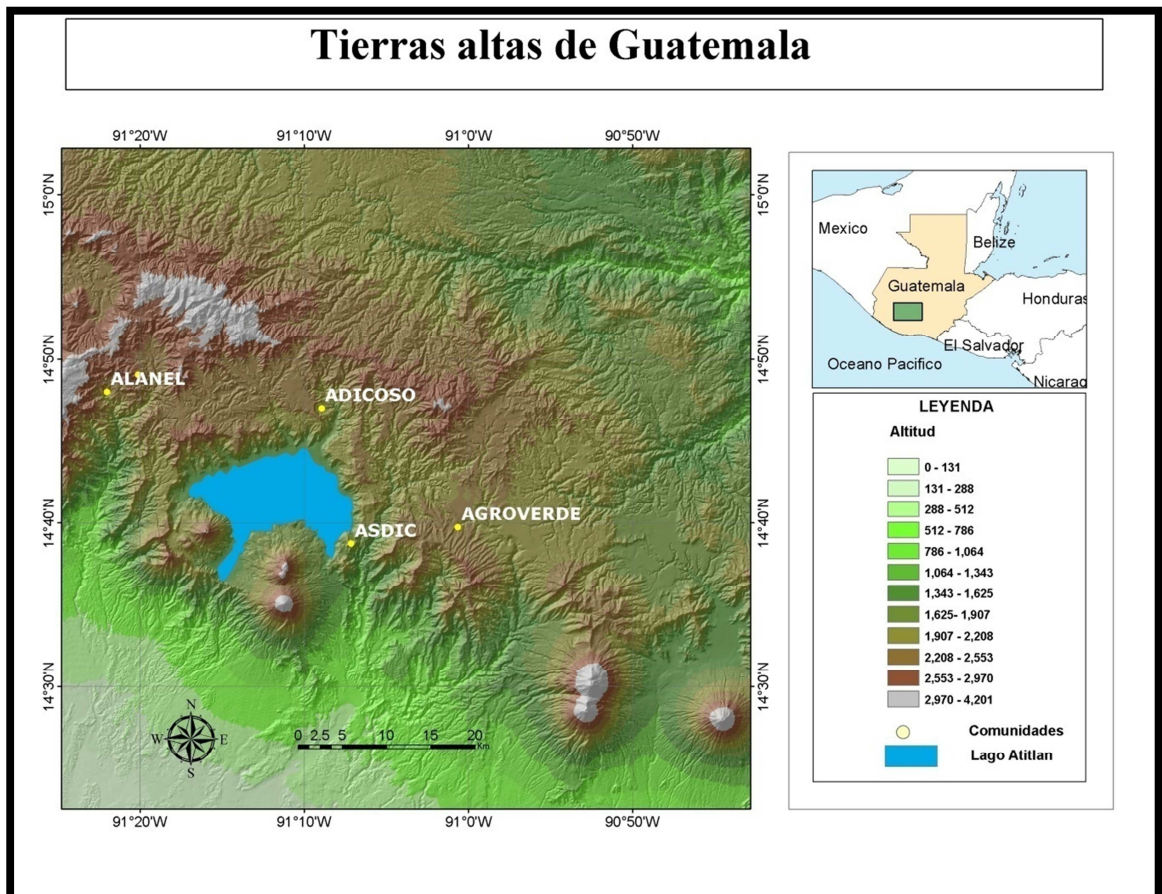 Tierras altas de Guatemala
91°20'W 91°10'W 91°0'W 90°50'W
15°0'N 15°0'N
14°50'N 14°50'N
14°40'N 14°40'N
14°30'N 14°30'N
ALANEL
ADICOSO
AGROVERDE
ASDIC
N
W E
S
0 2.5 5 10 15 20
Km
91°20'W 91°10'W 91°0'W 90°50'W
Mexico
Belize
Guatemala
Honduras
El Salvador
Oceano Pacifico
Nicarag
LEYENDA
Altitud
0 - 131
131 - 288
288 - 512
512 - 786
786 - 1,064
1,064 - 1,343
1,343 - 1,625
1,625- 1,907
1,907 - 2,208
2,208 - 2,553
2,553 - 2,970
2,970 - 4,201
Comunidades
Lago Atitlan